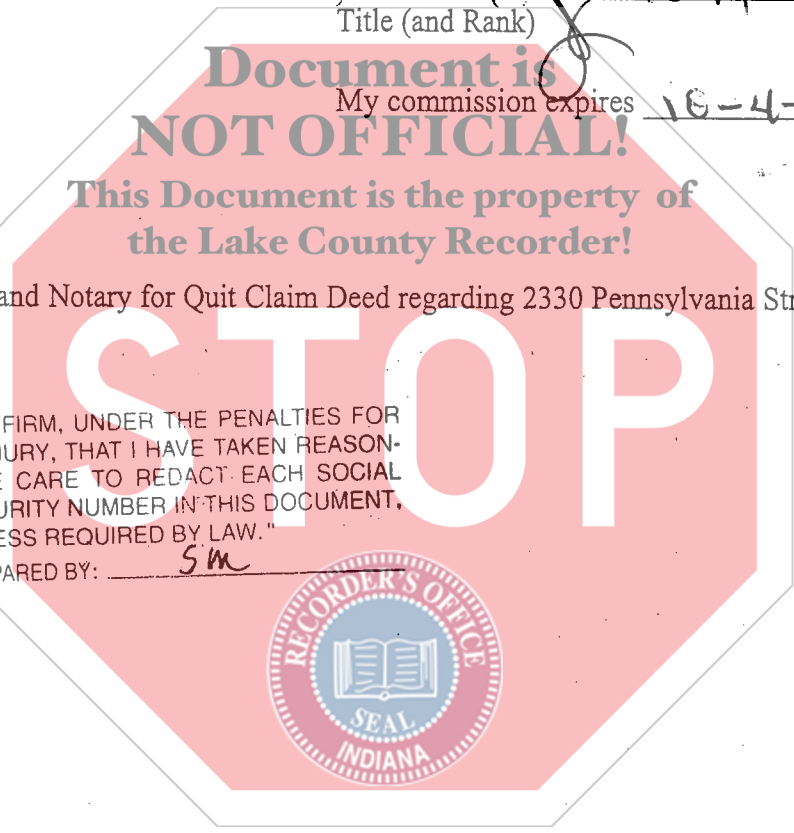 Title (and Rank)
Document is
My commission expires 10-4-
NOT OFFICIAL!
This Document is the property of
the Lake County Recorder!
and Notary for Quit Claim Deed regarding 2330 Pennsylvania Str
STOP
FIRM, UNDER THE PENALTIES FOR
JURY, THAT I HAVE TAKEN REASON-
E CARE TO REDACT EACH SOCIAL
URITY NUMBER IN THIS DOCUMENT,
ESS REQUIRED BY LAW."
PARED BY: SM
RECORDER'S OFFICE
SEAL
INDIANA